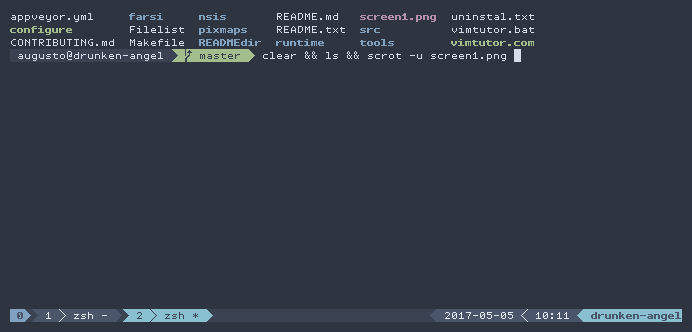 appveyor.yml farsi nsis README.md screen1.png uninstal.txt
configure Filelist pixmaps README.txt src vimtutor.bat
CONTRIBUTING.md Makefile READMEdir runtime tools vimtutor.com
augusto@drunken-angel master clear && ls && scrot -u screen1.png
0 1 zsh - 2 zsh * 2017-05-05 10:11 drunken-angel